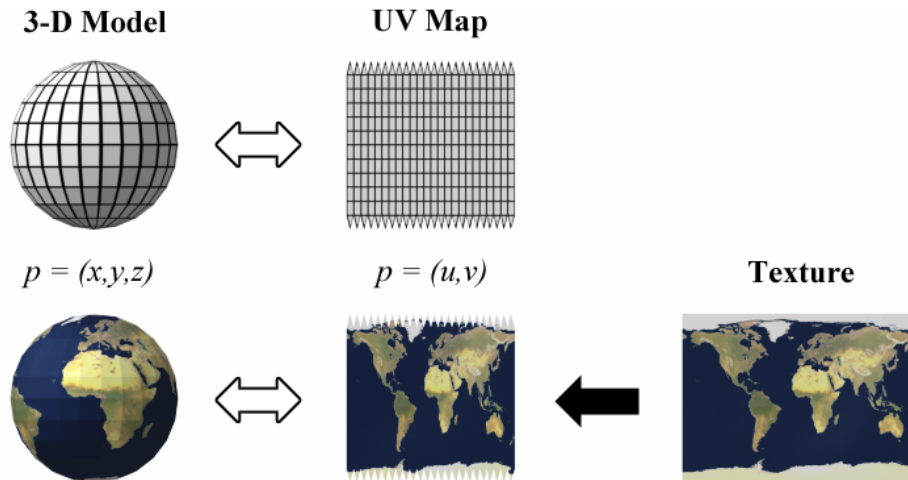 3-D Model
UV Map
p = (x,y,z)
p = (u,v)
Texture